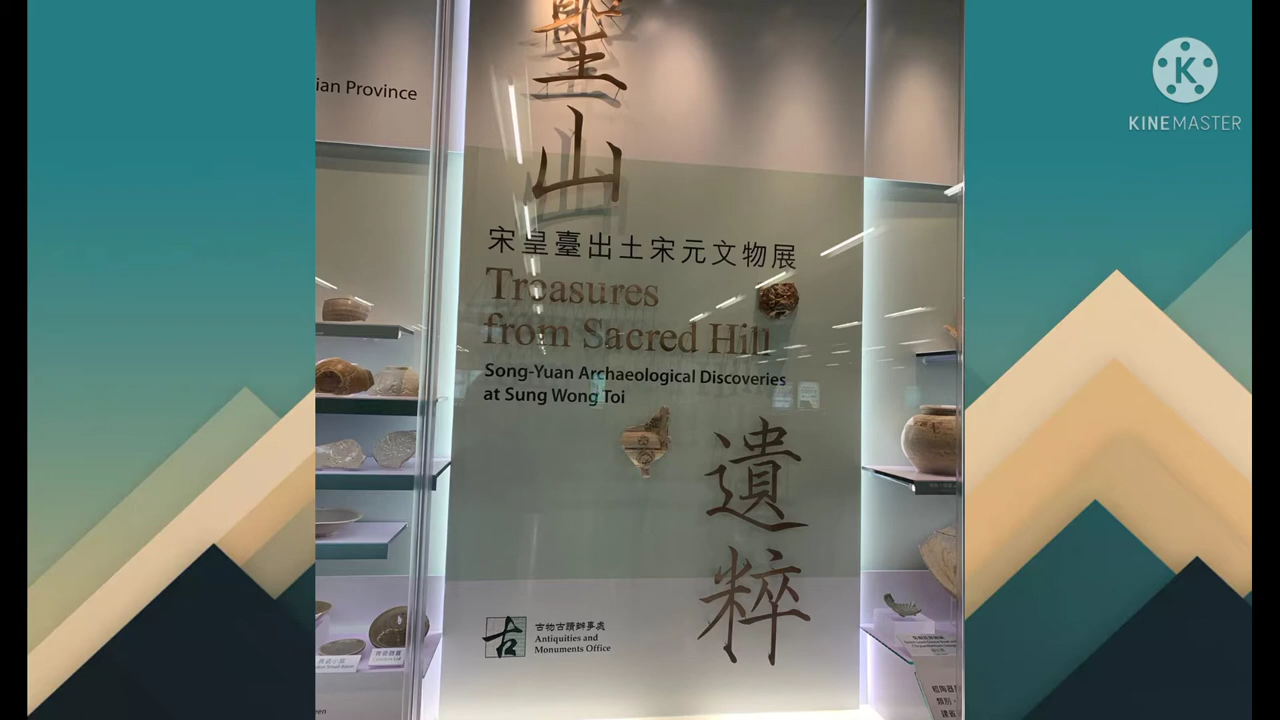 聖
山
宋皇臺出土宋元文物展
Treasures
from Sacred Hill
Song-Yuan Archaeological Discoveries
at Sung Wong Toi
遺
粹
古物古蹟辦事處
Antiquities and
Monuments Office
ian Province
KINEMASTER